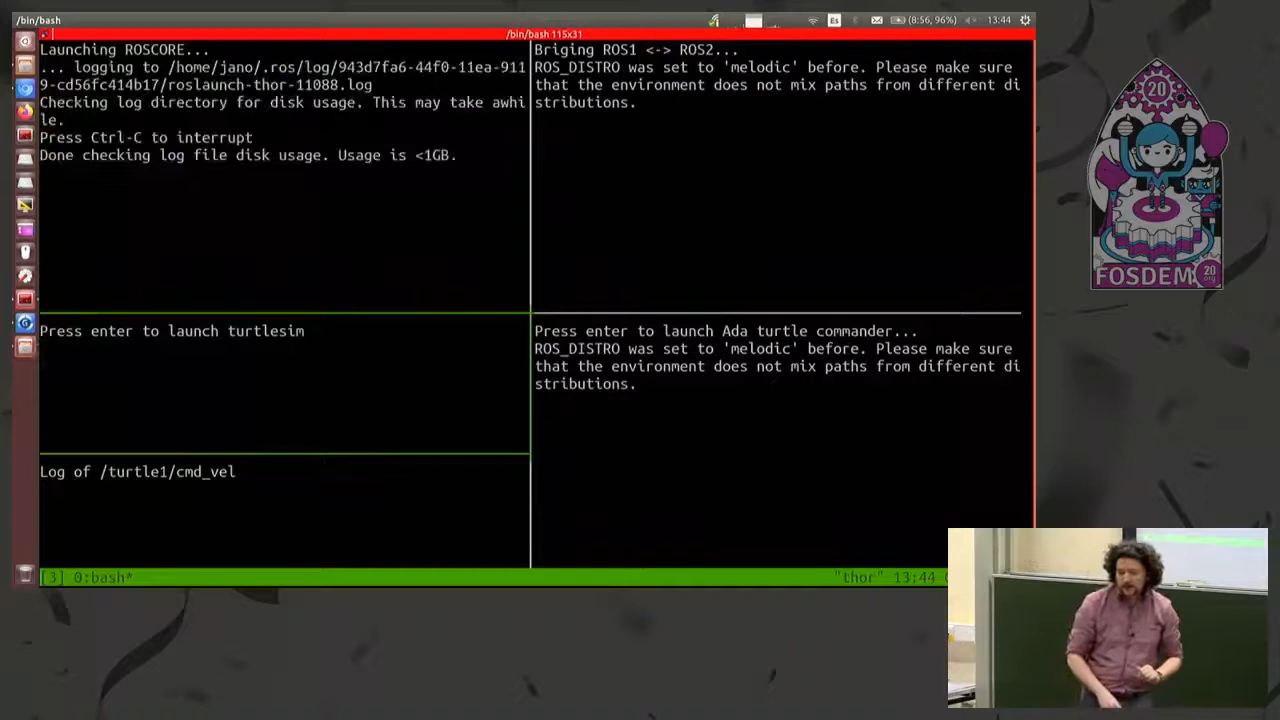 /bin/bash
Es
(8:56, 96%)
13:44
/bin/bash 115x31
Launching ROSCORE...
... logging to /home/jano/.ros/log/943d7fa6-44f0-11ea-911
9-cd56fc414b17/roslaunch-thor-11088.log
Checking log directory for disk usage. This may take awhi
le.
Press Ctrl-C to interrupt
Done checking log file disk usage. Usage is <1GB.
Briging ROS1 <-> ROS2...
ROS_DISTRO was set to 'melodic' before. Please make sure
that the environment does not mix paths from different di
stributions.
Press enter to launch turtlesim
Press enter to launch Ada turtle commander...
ROS_DISTRO was set to 'melodic' before. Please make sure
that the environment does not mix paths from different di
stributions.
Log of /turtle1/cmd_vel
[3] 0:bash*
"thor" 13:44
20
FOSDEM
20
.org